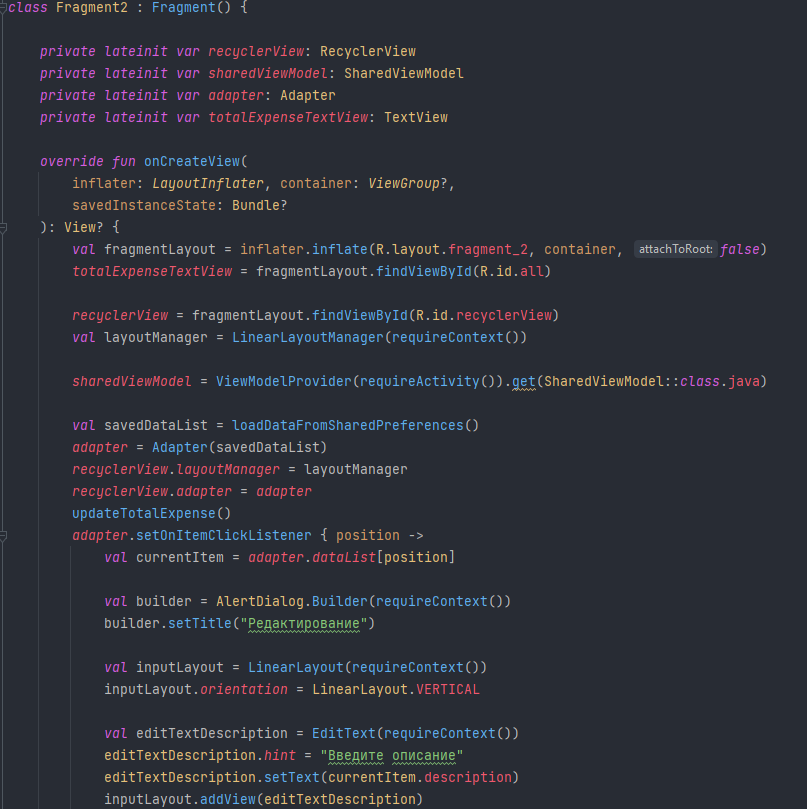 class Fragment2 : Fragment() {
private lateinit var recyclerView: RecyclerView
private lateinit var sharedViewModel: SharedViewModel
private lateinit var adapter: Adapter
private lateinit var totalExpenseTextView: TextView
override fun onCreateView(
inflater: LayoutInflater, container: ViewGroup?,
savedInstanceState: Bundle?
): View? {
val fragmentLayout = inflater.inflate(R.layout.fragment_2, container, attachToRoot: false)
totalExpenseTextView = fragmentLayout.findViewById(R.id.all)
recyclerView = fragmentLayout.findViewById(R.id.recyclerView)
val layoutManager = LinearLayoutManager(requireContext())
sharedViewModel = ViewModelProvider(requireActivity()).get(SharedViewModel::class.java)
val savedDataList = loadDataFromSharedPreferences()
adapter = Adapter(savedDataList)
recyclerView.layoutManager = layoutManager
recyclerView.adapter = adapter
updateTotalExpense()
adapter.setOnItemClickListener { position ->
val currentItem = adapter.dataList[position]
val builder = AlertDialog.Builder(requireContext())
builder.setTitle("Редактирование")
val inputLayout = LinearLayout(requireContext())
inputLayout.orientation = LinearLayout.VERTICAL
val editTextDescription = EditText(requireContext())
editTextDescription.hint = "Введите описание"
editTextDescription.setText(currentItem.description)
inputLayout.addView(editTextDescription)